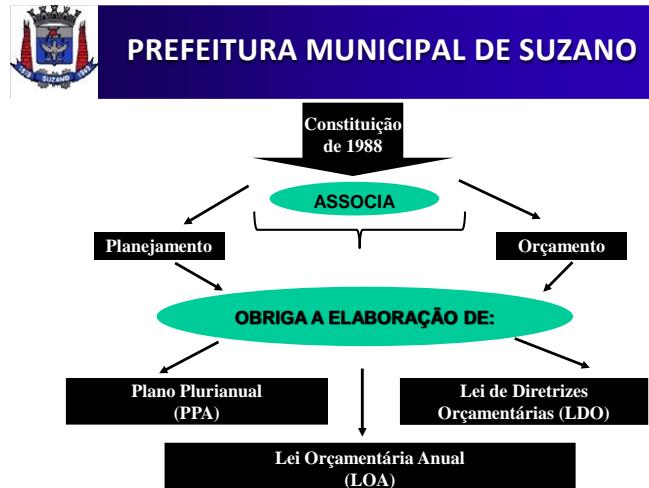 PREFEITURA MUNICIPAL DE SUZANO
SUZANO
Constituição
de 1988
ASSOCIA
Planejamento
Orçamento
OBRIGA A ELABORAÇÃO DE:
Plano Plurianual
(PPA)
Lei de Diretrizes
Orçamentárias (LDO)
Lei Orçamentária Anual
(LOA)